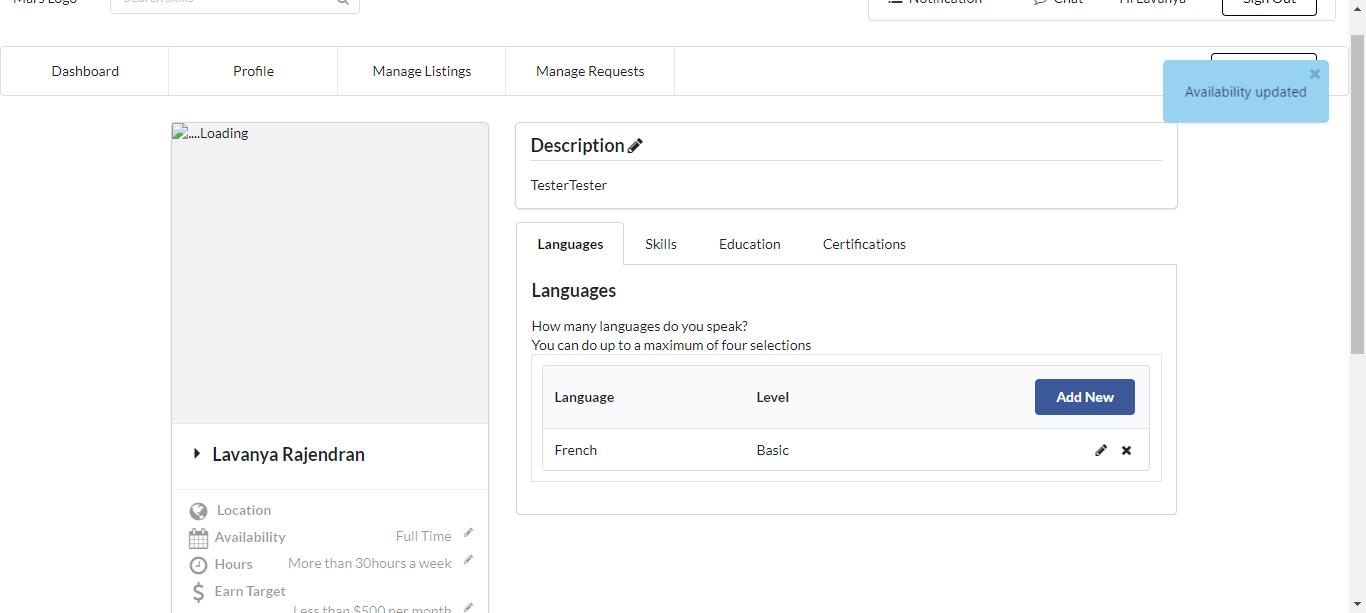 Mars Logo
Search skills
Notification
Chat
Hi Lavanya
Sign Out
Dashboard
Profile
Manage Listings
Manage Requests
Availability updated
....Loading
Description
TesterTester
Languages
Skills
Education
Certifications
Languages
How many languages do you speak?
You can do up to a maximum of four selections
Language
Level
Add New
French
Basic
Lavanya Rajendran
Location
Availability
Full Time
Hours
More than 30hours a week
Earn Target
Less than $500 per month